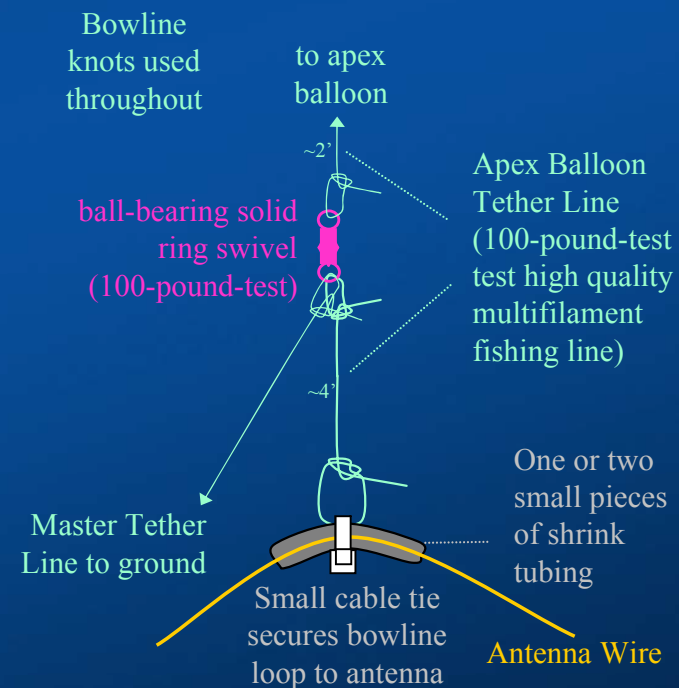 Bowline
knots used
throughout
to apex
balloon
~2’
ball-bearing solid
ring swivel
(100-pound-test)
Apex Balloon
Tether Line
(100-pound-test
test high quality
multifilament
fishing line)
~4’
Master Tether
Line to ground
One or two
small pieces
of shrink
tubing
Small cable tie
secures bowline
loop to antenna
Antenna Wire